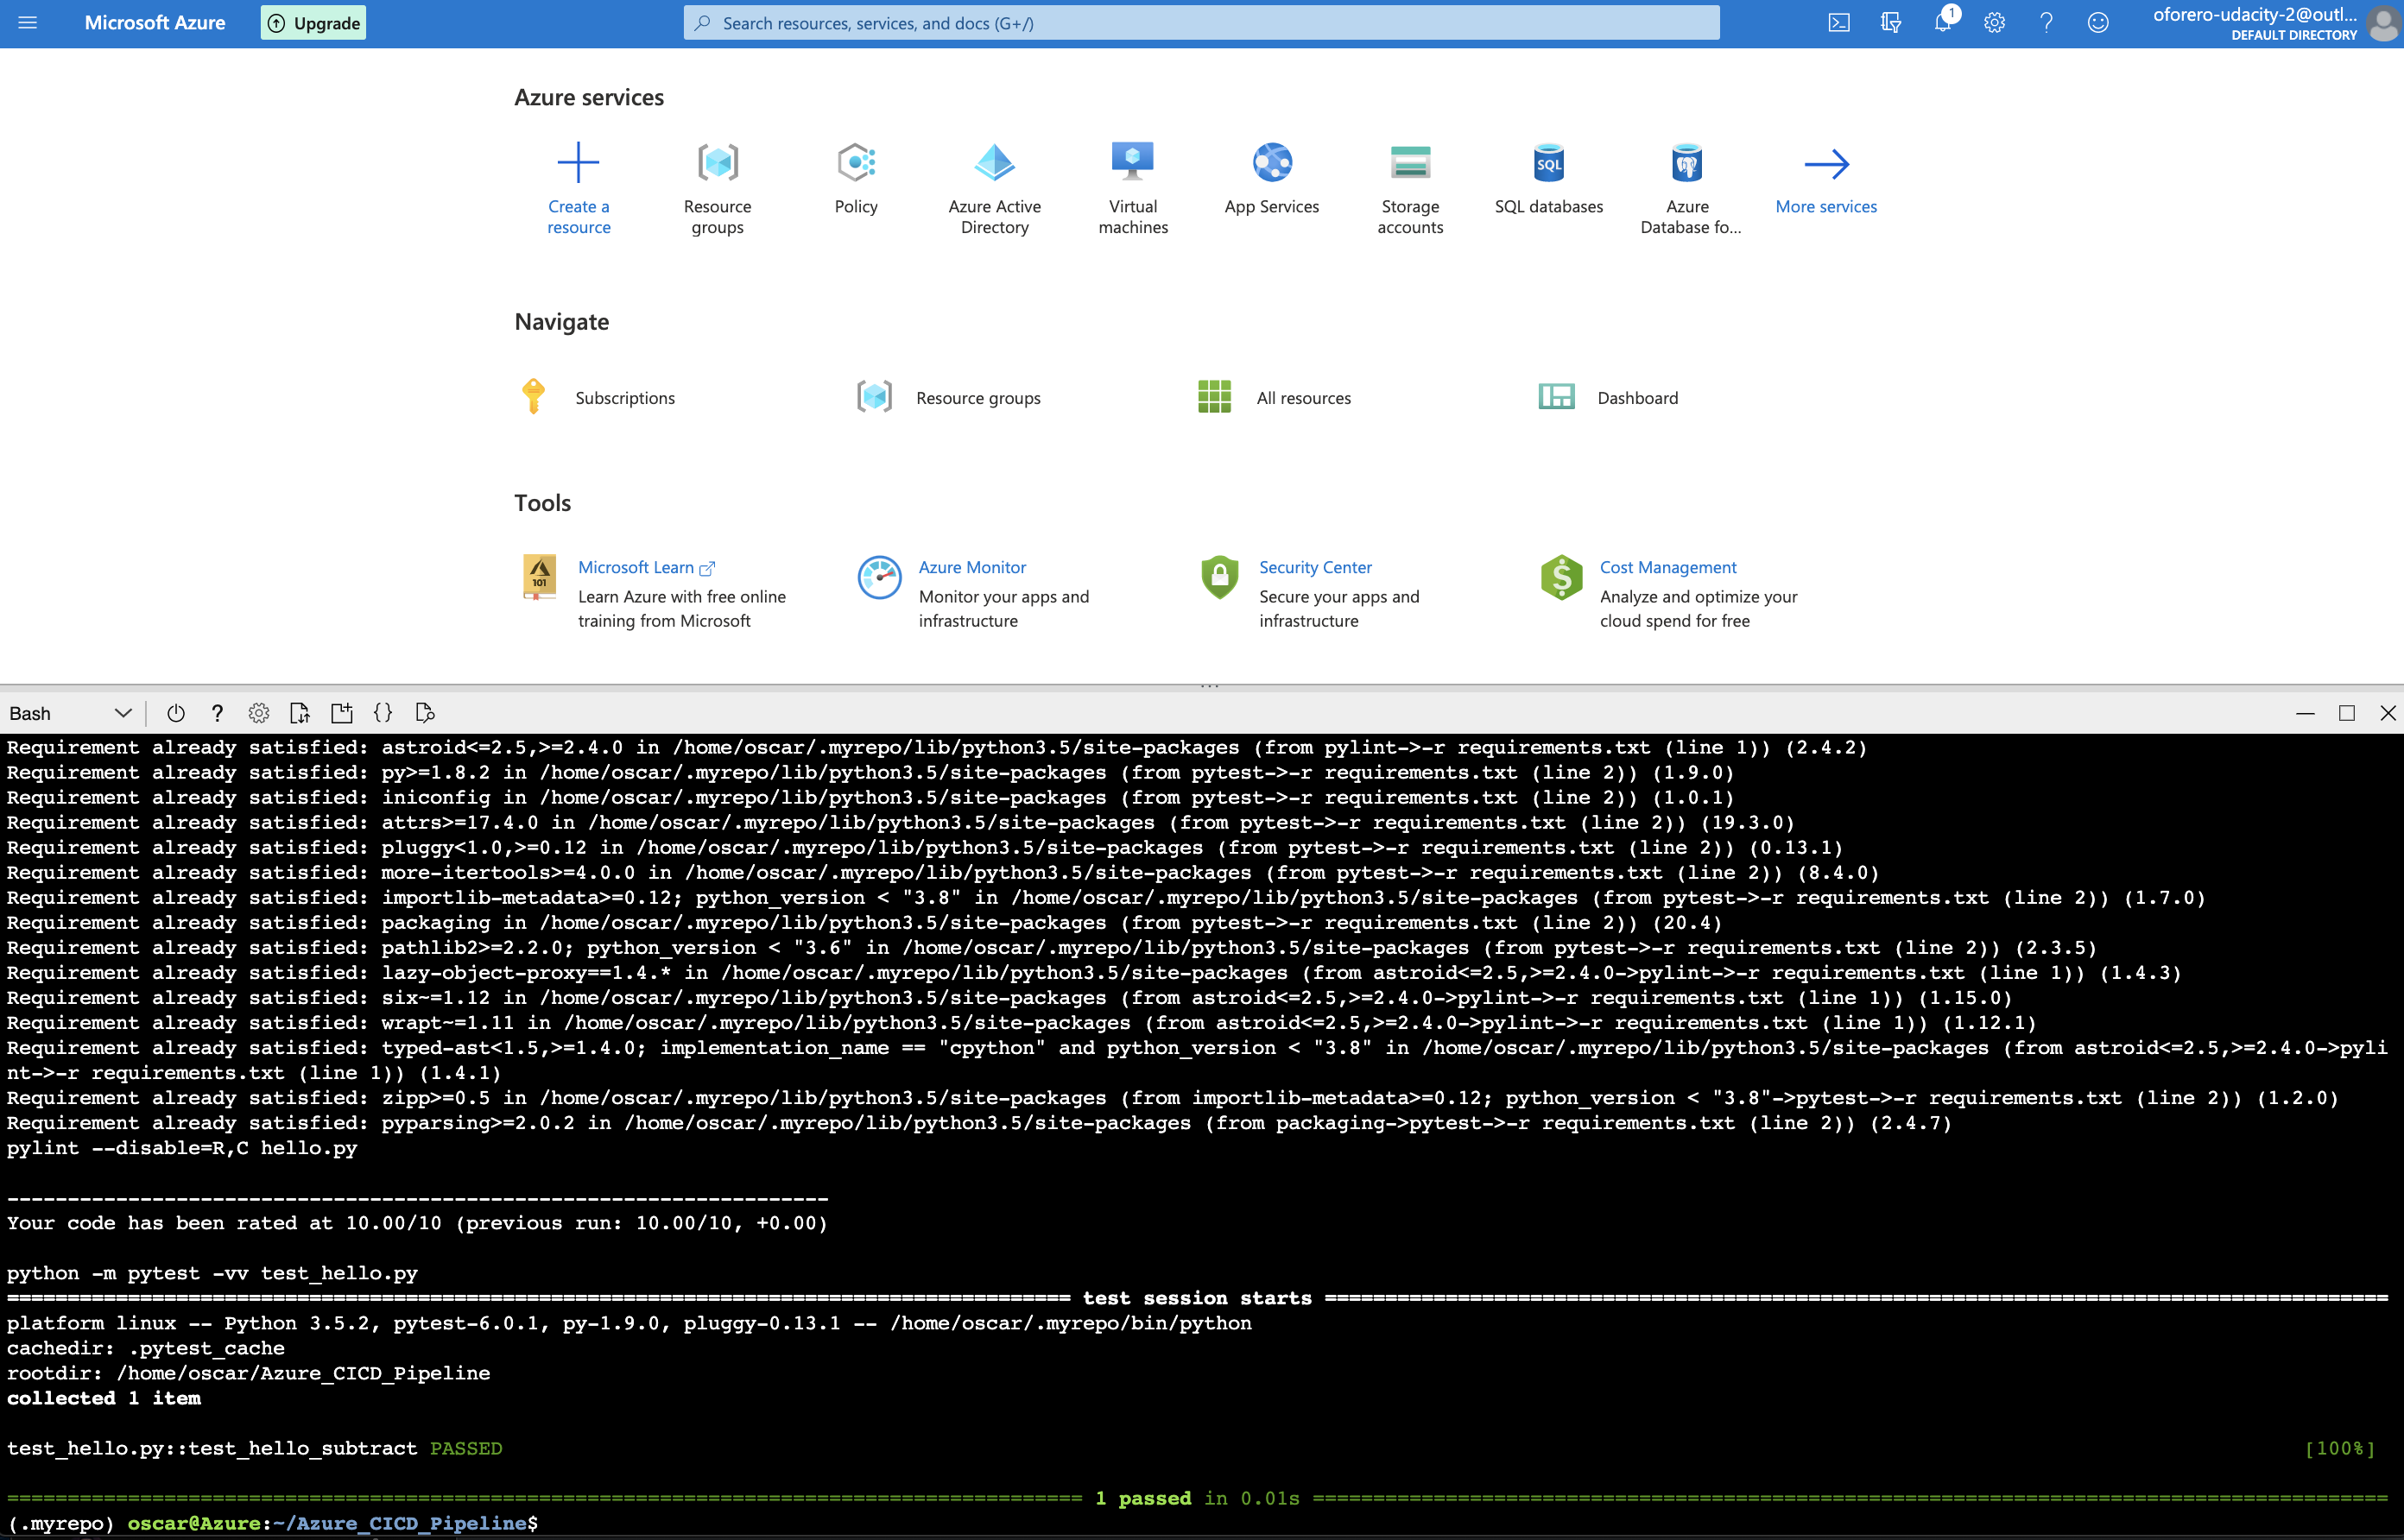 Microsoft Azure
Upgrade
Search resources, services, and docs (G+/)
1
oforero-udacity-2@outl...
DEFAULT DIRECTORY
Azure services
Create a resource
Resource groups
Policy
Azure Active Directory
Virtual machines
App Services
Storage accounts
SQL
SQL databases
Azure Database fo...
More services
Navigate
Subscriptions
Resource groups
All resources
Dashboard
Tools
101
Microsoft Learn
Learn Azure with free online
training from Microsoft
Azure Monitor
Monitor your apps and
infrastructure
Security Center
Secure your apps and
infrastructure
Cost Management
Analyze and optimize your
cloud spend for free
Bash
Requirement already satisfied: astroid<=2.5,>=2.4.0 in /home/oscar/.myrepo/lib/python3.5/site-packages (from pylint->-r requirements.txt (line 1)) (2.4.2)
Requirement already satisfied: py>=1.8.2 in /home/oscar/.myrepo/lib/python3.5/site-packages (from pytest->-r requirements.txt (line 2)) (1.9.0)
Requirement already satisfied: iniconfig in /home/oscar/.myrepo/lib/python3.5/site-packages (from pytest->-r requirements.txt (line 2)) (1.0.1)
Requirement already satisfied: attrs>=17.4.0 in /home/oscar/.myrepo/lib/python3.5/site-packages (from pytest->-r requirements.txt (line 2)) (19.3.0)
Requirement already satisfied: pluggy<1.0,>=0.12 in /home/oscar/.myrepo/lib/python3.5/site-packages (from pytest->-r requirements.txt (line 2)) (0.13.1)
Requirement already satisfied: more-itertools>=4.0.0 in /home/oscar/.myrepo/lib/python3.5/site-packages (from pytest->-r requirements.txt (line 2)) (8.4.0)
Requirement already satisfied: importlib-metadata>=0.12; python_version < "3.8" in /home/oscar/.myrepo/lib/python3.5/site-packages (from pytest->-r requirements.txt (line 2)) (1.7.0)
Requirement already satisfied: packaging in /home/oscar/.myrepo/lib/python3.5/site-packages (from pytest->-r requirements.txt (line 2)) (20.4)
Requirement already satisfied: pathlib2>=2.2.0; python_version < "3.6" in /home/oscar/.myrepo/lib/python3.5/site-packages (from pytest->-r requirements.txt (line 2)) (2.3.5)
Requirement already satisfied: lazy-object-proxy==1.4.* in /home/oscar/.myrepo/lib/python3.5/site-packages (from astroid<=2.5,>=2.4.0->pylint->-r requirements.txt (line 1)) (1.4.3)
Requirement already satisfied: six~=1.12 in /home/oscar/.myrepo/lib/python3.5/site-packages (from astroid<=2.5,>=2.4.0->pylint->-r requirements.txt (line 1)) (1.15.0)
Requirement already satisfied: wrapt~=1.11 in /home/oscar/.myrepo/lib/python3.5/site-packages (from astroid<=2.5,>=2.4.0->pylint->-r requirements.txt (line 1)) (1.12.1)
Requirement already satisfied: typed-ast<1.5,>=1.4.0; implementation_name == "cpython" and python_version < "3.8" in /home/oscar/.myrepo/lib/python3.5/site-packages (from astroid<=2.5,>=2.4.0->pyli
nt->-r requirements.txt (line 1)) (1.4.1)
Requirement already satisfied: zipp>=0.5 in /home/oscar/.myrepo/lib/python3.5/site-packages (from importlib-metadata>=0.12; python_version < "3.8"->pytest->-r requirements.txt (line 2)) (1.2.0)
Requirement already satisfied: pyparsing>=2.0.2 in /home/oscar/.myrepo/lib/python3.5/site-packages (from packaging->pytest->-r requirements.txt (line 2)) (2.4.7)
pylint --disable=R,C hello.py
--------------------------------------------------------------------
Your code has been rated at 10.00/10 (previous run: 10.00/10, +0.00)
python -m pytest -vv test_hello.py
======================================== test session starts ========================================
platform linux -- Python 3.5.2, pytest-6.0.1, py-1.9.0, pluggy-0.13.1 -- /home/oscar/.myrepo/bin/python
cachedir: .pytest_cache
rootdir: /home/oscar/Azure_CICD_Pipeline
collected 1 item
test_hello.py::test_hello_subtract PASSED [100%]
======================================== 1 passed in 0.01s ========================================
(.myrepo) oscar@Azure:~/Azure_CICD_Pipeline$